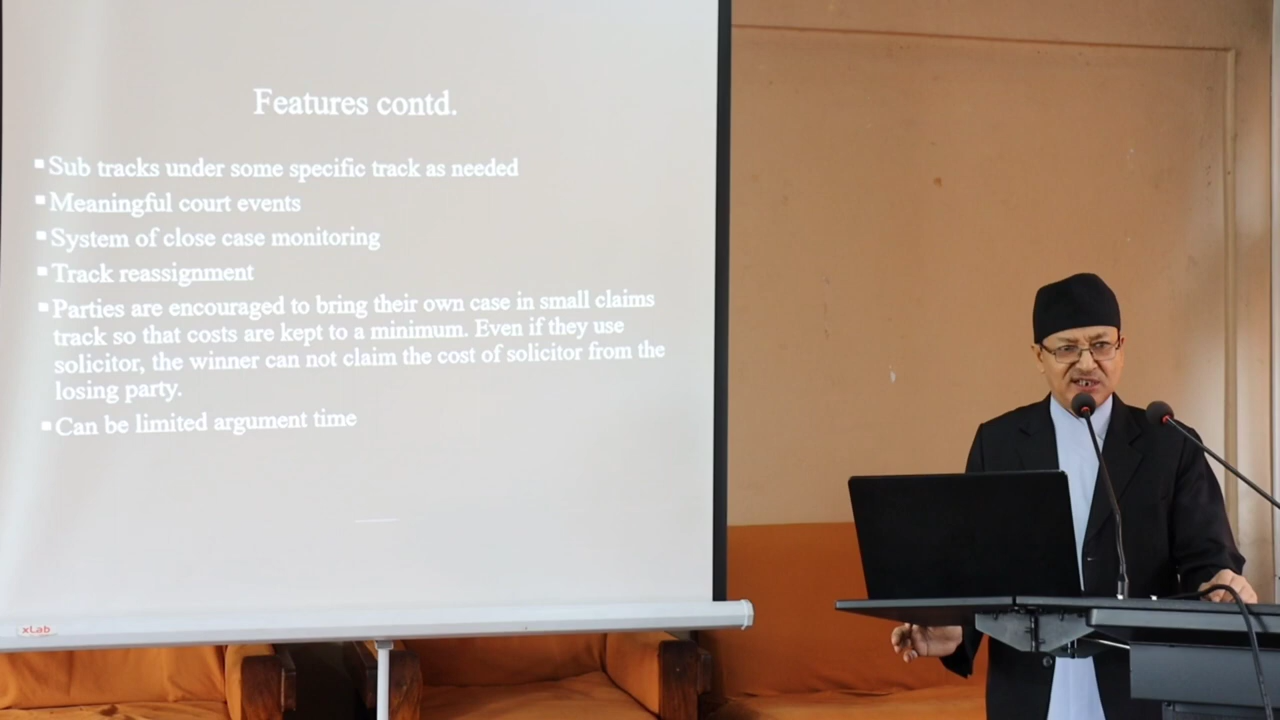 Features contd.
▪Sub tracks under some specific track as needed
▪Meaningful court events
▪System of close case monitoring
▪Track reassignment
▪Parties are encouraged to bring their own case in small claims
track so that costs are kept to a minimum. Even if they use
solicitor, the winner can not claim the cost of solicitor from the
losing party.
▪Can be limited argument time
xLab